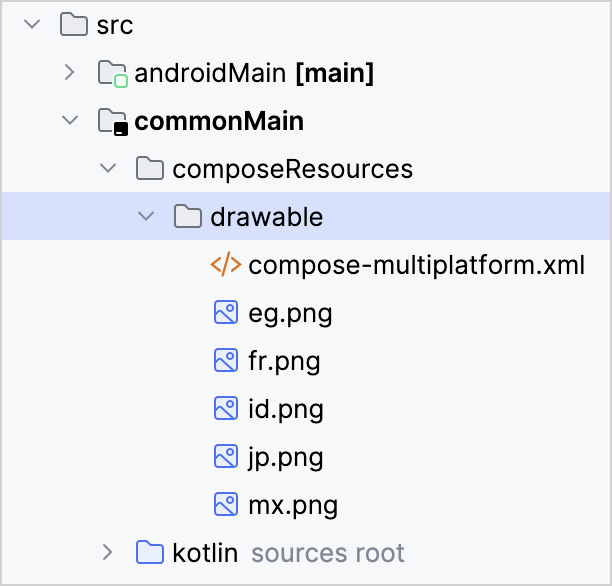 src
androidMain [main]
commonMain
composeResources
drawable
compose-multiplatform.xml
eg.png
fr.png
id.png
jp.png
mx.png
kotlin sources root